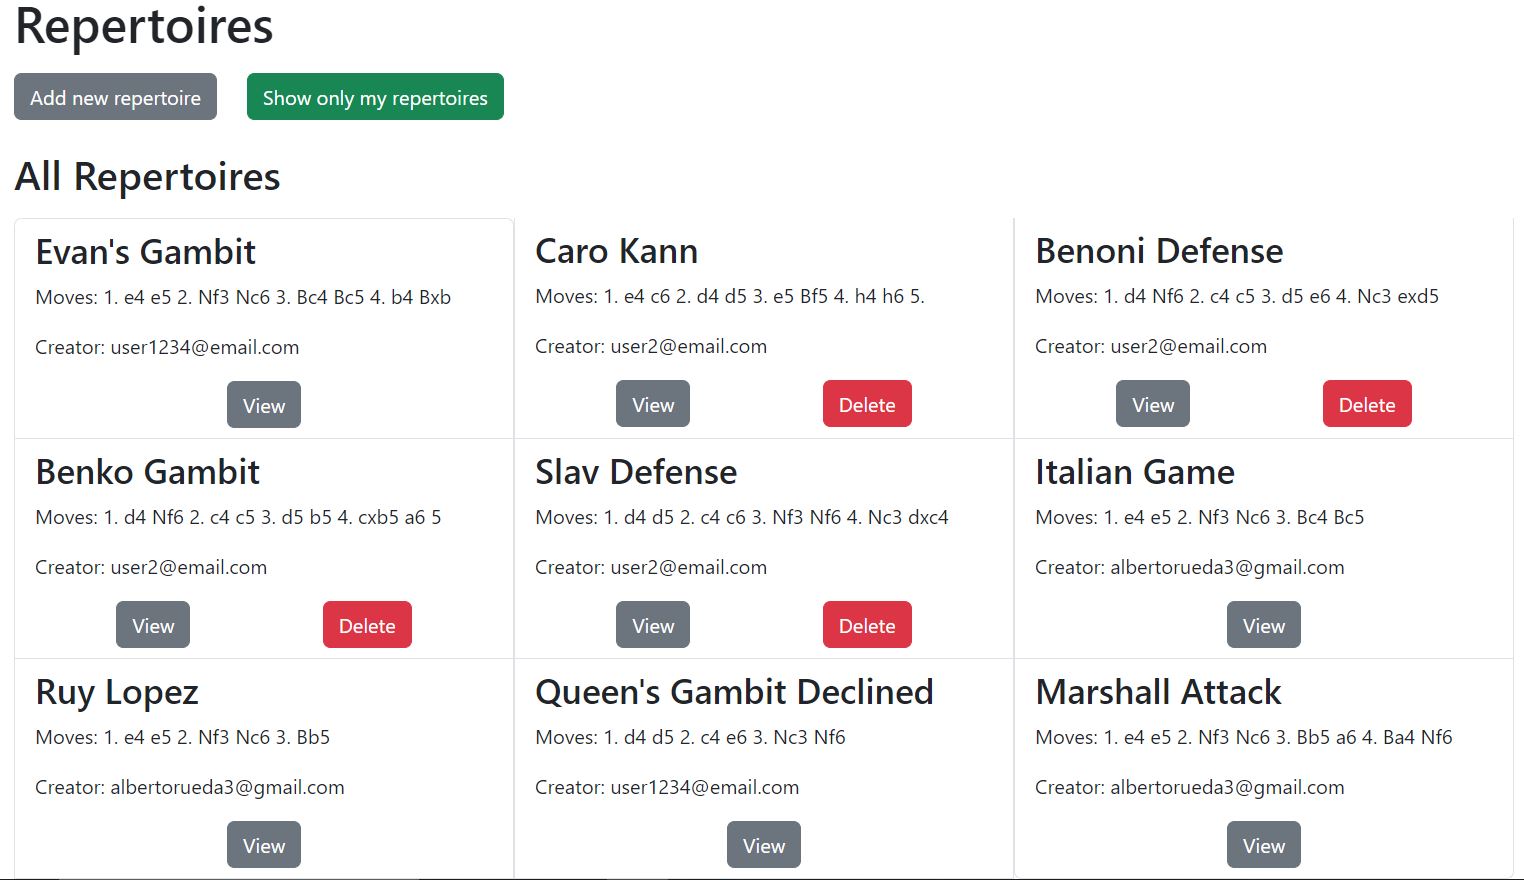 Repertoires
Add new repertoire
Show only my repertoires
All Repertoires
Evan's Gambit
Moves: 1. e4 e5 2. Nf3 Nc6 3. Bc4 Bc5 4. b4 Bxb
Creator: user1234@email.com
View
Caro Kann
Moves: 1. e4 c6 2. d4 d5 3. e5 Bf5 4. h4 h6 5.
Creator: user2@email.com
View
Delete
Benoni Defense
Moves: 1. d4 Nf6 2. c4 c5 3. d5 e6 4. Nc3 exd5
Creator: user2@email.com
View
Delete
Benko Gambit
Moves: 1. d4 Nf6 2. c4 c5 3. d5 b5 4. cxb5 a6 5
Creator: user2@email.com
View
Delete
Slav Defense
Moves: 1. d4 d5 2. c4 c6 3. Nf3 Nf6 4. Nc3 dxc4
Creator: user2@email.com
View
Delete
Italian Game
Moves: 1. e4 e5 2. Nf3 Nc6 3. Bc4 Bc5
Creator: albertorueda3@gmail.com
View
Ruy Lopez
Moves: 1. e4 e5 2. Nf3 Nc6 3. Bb5
Creator: albertorueda3@gmail.com
View
Queen's Gambit Declined
Moves: 1. d4 d5 2. c4 e6 3. Nc3 Nf6
Creator: user1234@email.com
View
Marshall Attack
Moves: 1. e4 e5 2. Nf3 Nc6 3. Bb5 a6 4. Ba4 Nf6
Creator: albertorueda3@gmail.com
View